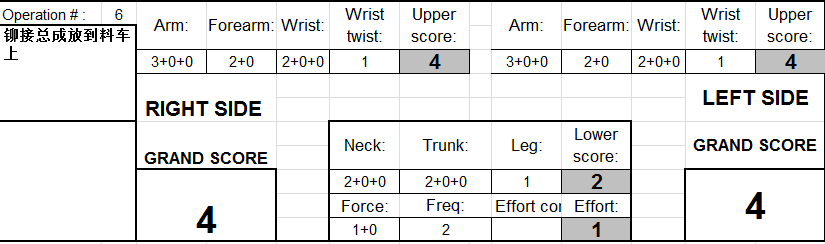 Operation # : 6
铆接总成放到料车上
Arm: Forearm: Wrist: Wrist twist: Upper score: Arm: Forearm: Wrist: Wrist twist: Upper score:
3+0+0 2+0 2+0+0 1 4 3+0+0 2+0 2+0+0 1 4
RIGHT SIDE LEFT SIDE
GRAND SCORE Neck: Trunk: Leg: Lower score: GRAND SCORE
2+0+0 2+0+0 1 2
4 Force: Freq: Effort cor Effort: 4
1+0 2 1